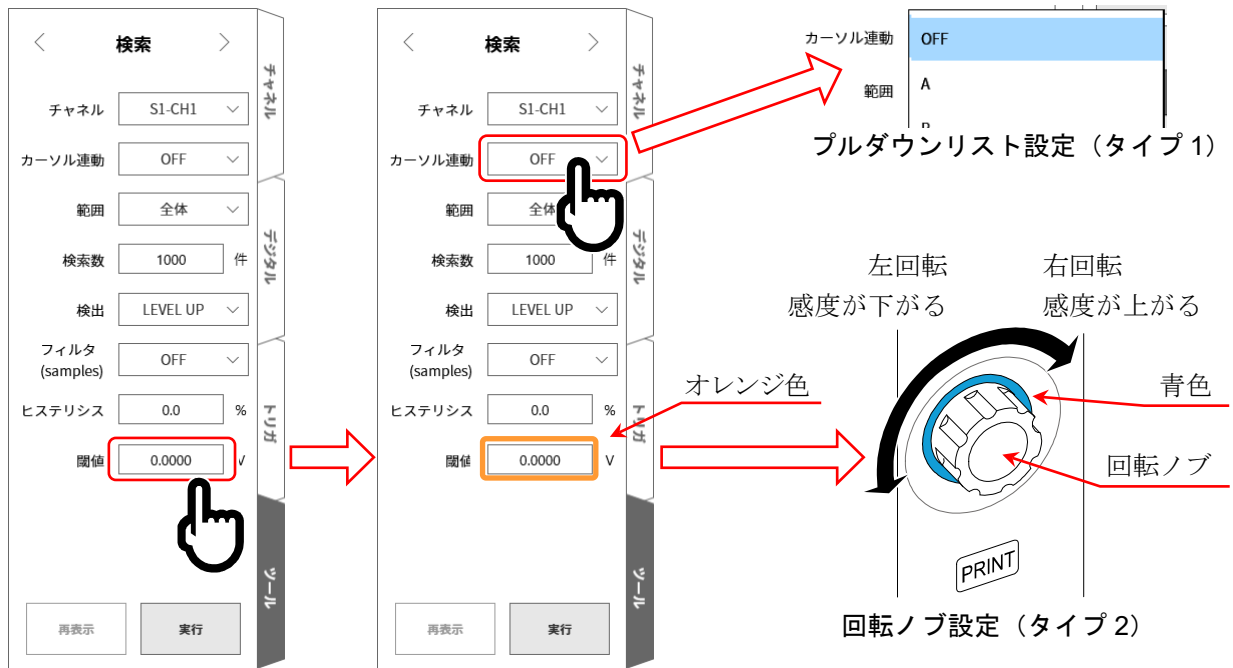 検索
チャネル S1-CH1
カーソル連動 OFF
範囲 全体
検索数 1000 件
検出 LEVEL UP
フィルタ
(samples) OFF
ヒステリシス 0.0 %
閾値 0.0000 V
再表示 実行
チャネル
デジタル
トリガ
ツール
検索
チャネル S1-CH1
カーソル連動 OFF
範囲 全体
検索数 1000 件
検出 LEVEL UP
フィルタ
(samples) OFF
ヒステリシス 0.0 %
閾値 0.0000 V
再表示 実行
チャネル
デジタル
トリガ
ツール
オレンジ色
カーソル連動 OFF
範囲 A
プルダウンリスト設定（タイプ 1）
左回転
感度が下がる
右回転
感度が上がる
青色
回転ノブ
PRINT
回転ノブ設定（タイプ 2）